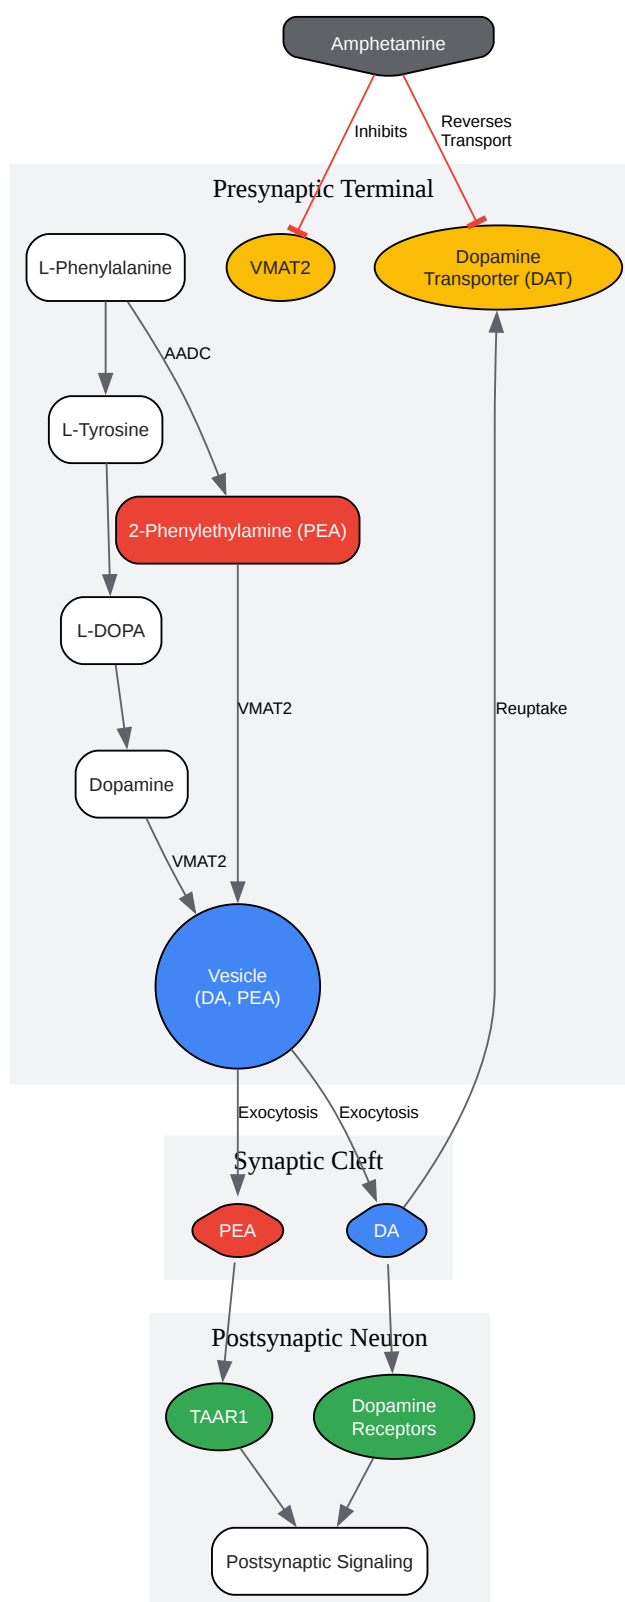 Amphetamine
Inhibits
Reverses
Transport
Presynaptic Terminal
L-Phenylalanine
VMAT2
Dopamine
Transporter (DAT)
AADC
L-Tyrosine
2-Phenylethylamine (PEA)
L-DOPA
VMAT2
Reuptake
Dopamine
VMAT2
Vesicle
(DA, PEA)
Exocytosis
Exocytosis
Synaptic Cleft
PEA
DA
Postsynaptic Neuron
TAAR1
Dopamine
Receptors
Postsynaptic Signaling